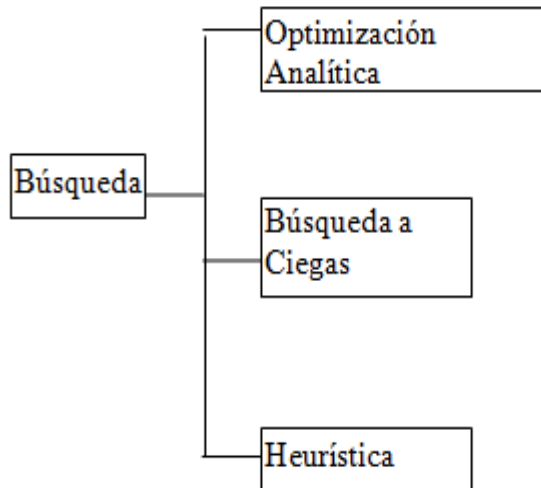 Optimización
Analítica
Búsqueda
Búsqueda a
Ciegas
Heurística